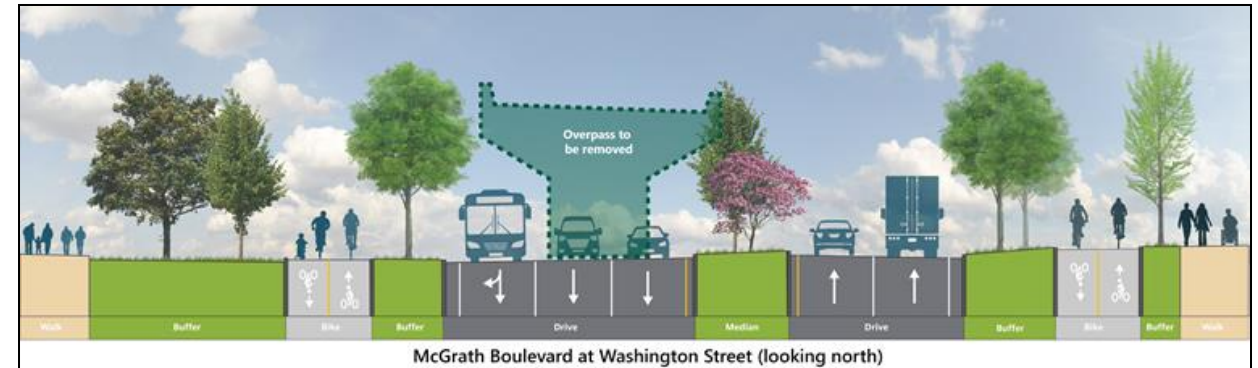 Overpass to
be removed
Walk
Buffer
Bike
Buffer
Drive
Median
Drive
Buffer
Bike
Buffer
Walk
McGrath Boulevard at Washington Street (looking north)